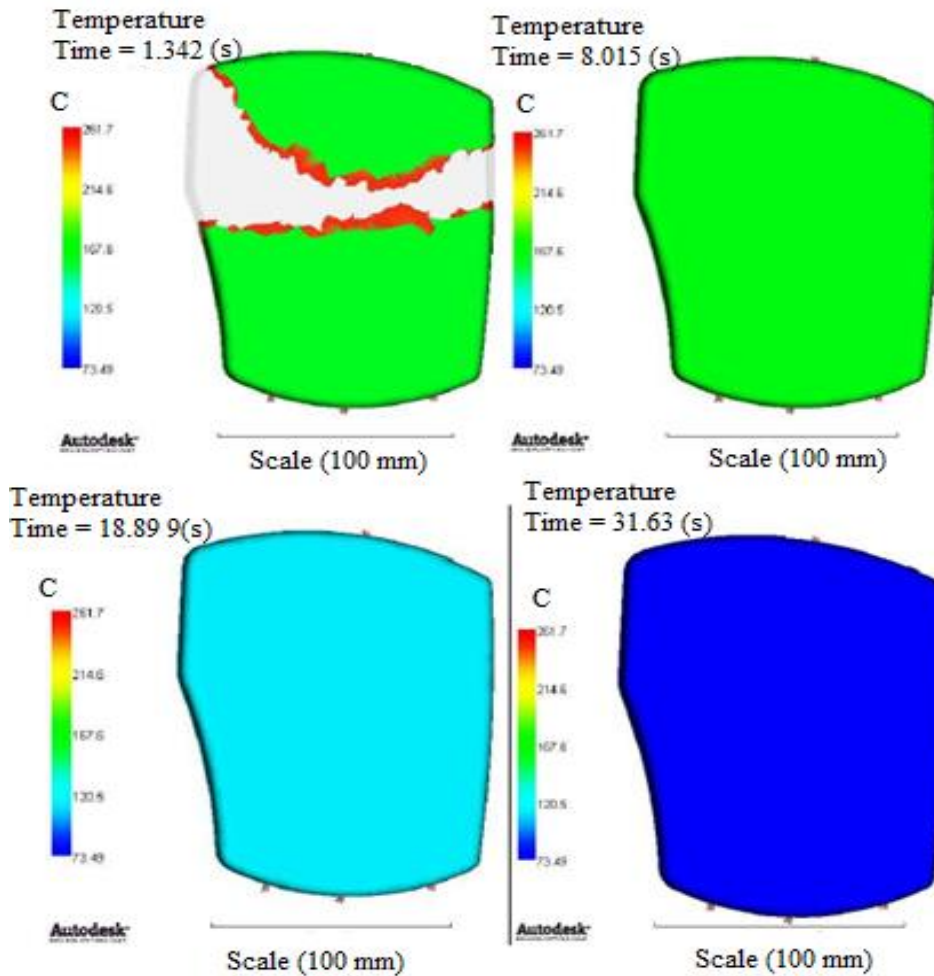 Temperature
Time = 1.342 (s)
C
261.7
214.6
167.6
120.5
73.49
Autodesk
Scale (100 mm)
Temperature
Time = 8.015 (s)
C
261.7
214.6
167.6
120.5
73.49
Autodesk
Scale (100 mm)
Temperature
Time = 18.89 9(s)
C
261.7
214.6
167.6
120.5
73.49
Autodesk
Scale (100 mm)
Temperature
Time = 31.63 (s)
C
261.7
214.6
167.6
120.5
73.49
Autodesk
Scale (100 mm)